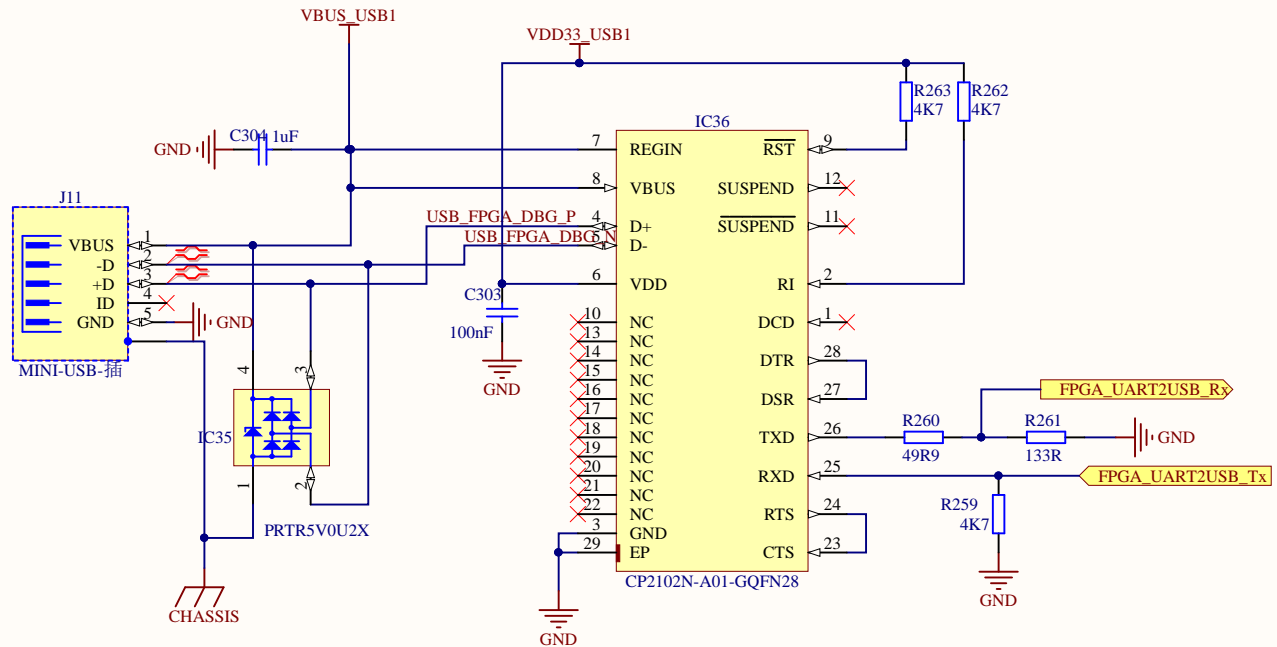 VBUS_USB1
VDD33_USB1
R263
4K7
R262
4K7
C304 1uF
GND
IC36
7 REGIN
RST 9
8 VBUS
SUSPEND 12
J11
USB_FPGA_DBG_P
4 D+
SUSPEND 11
USB_FPGA_DBG_N
5 D-
VBUS 1
-D 2
+D 3
ID 4
GND 5
GND
MINI-USB-插
6 VDD
RI 2
C303
100nF
GND
10 NC
DCD 1
13 NC
14 NC
DTR 28
15 NC
16 NC
DSR 27
17 NC
18 NC
TXD 26
19 NC
20 NC
RXD 25
21 NC
22 NC
RTS 24
3 GND
29 EP
CTS 23
CP2102N-A01-GQFN28
GND
FPGA_UART2USB_Rx
R260
49R9
R261
133R
GND
FPGA_UART2USB_Tx
R259
4K7
GND
4
3
IC35
1
2
PRTR5V0U2X
CHASSIS